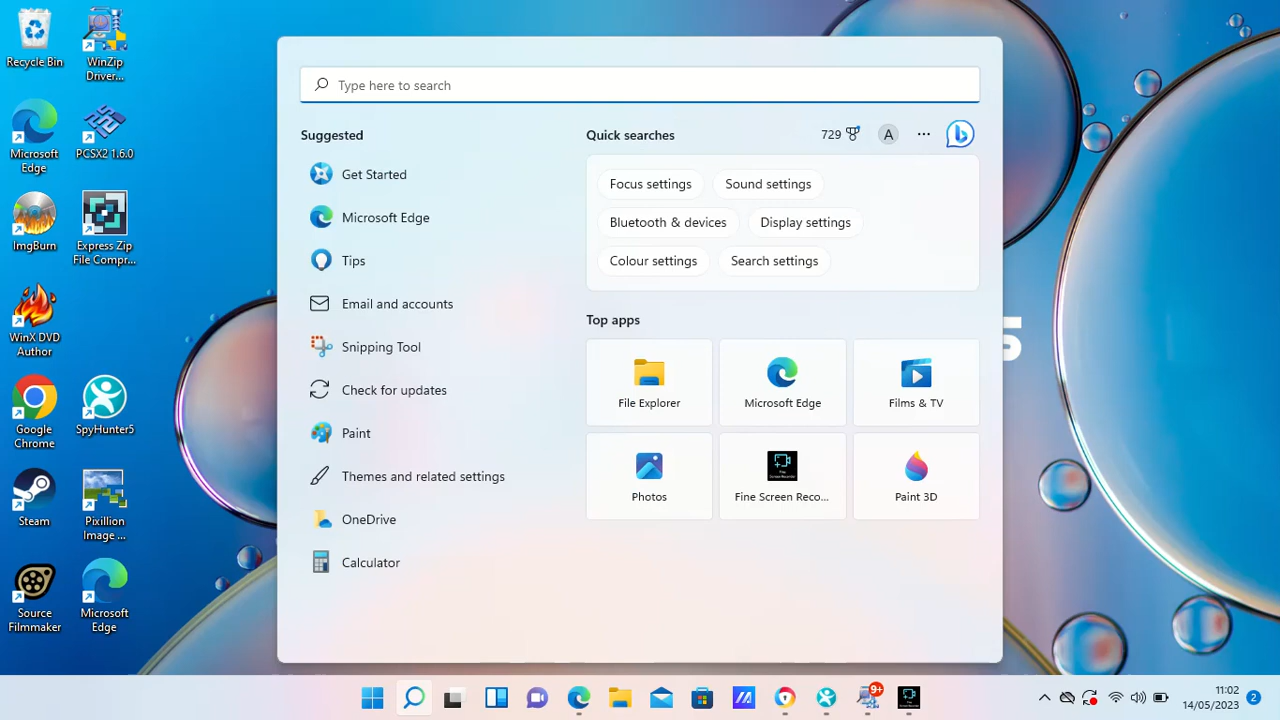 Recycle Bin
WinZip
Driver...
Microsoft
Edge
PCSX2 1.6.0
ImgBurn
Express Zip
File Compr...
WinX DVD
Author
Google
Chrome
SpyHunter5
Steam
Pixillion
Image ...
Source
Filmmaker
Microsoft
Edge
Type here to search
Suggested
Get Started
Microsoft Edge
Tips
Email and accounts
Snipping Tool
Check for updates
Paint
Themes and related settings
OneDrive
Calculator
Quick searches
729
A
Focus settings
Sound settings
Bluetooth & devices
Display settings
Colour settings
Search settings
Top apps
File Explorer
Microsoft Edge
Films & TV
Photos
Fine Screen Reco...
Paint 3D
9+
11:02
14/05/2023
2